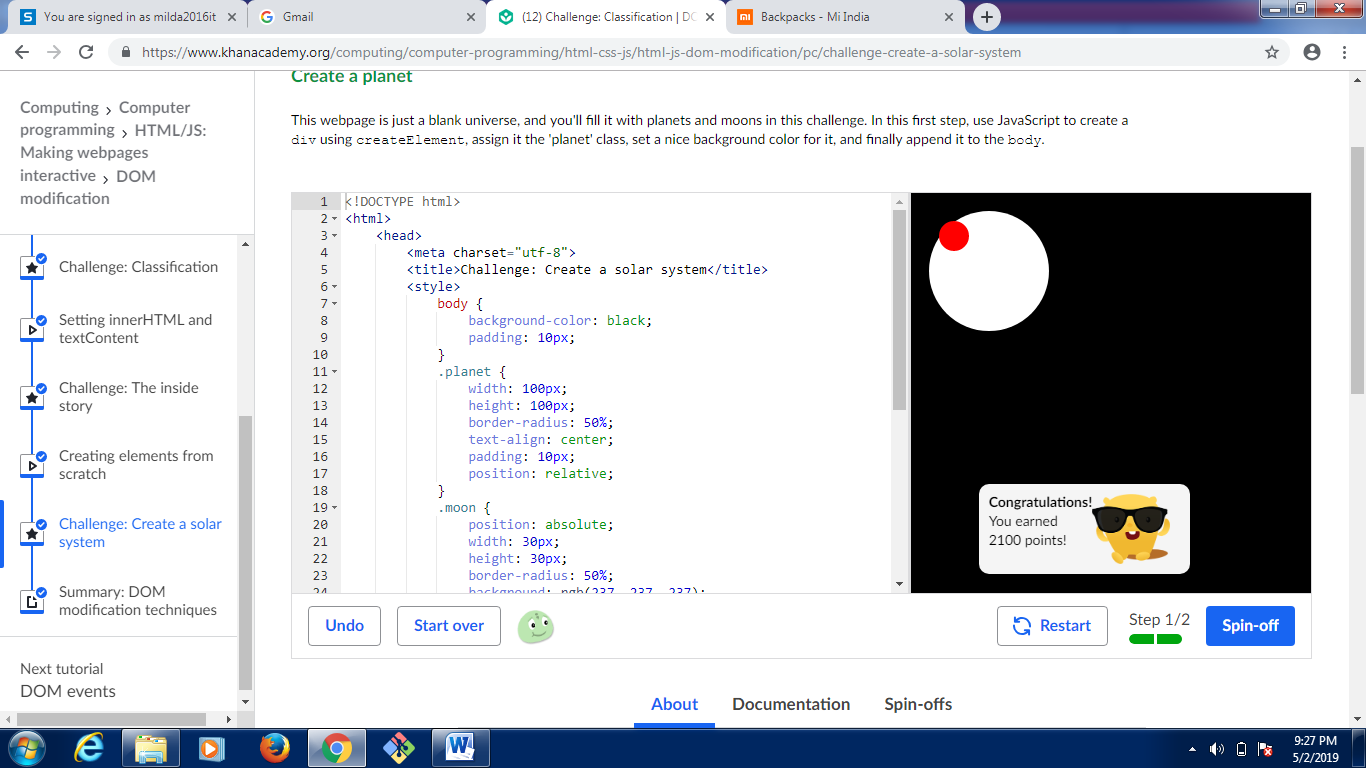 You are signed in as milda2016it
Gmail
(12) Challenge: Classification | DC
Backpacks - Mi India
https://www.khanacademy.org/computing/computer-programming/html-css-js/html-js-dom-modification/pc/challenge-create-a-solar-system
Computing > Computer
programming > HTML/JS:
Making webpages
interactive > DOM
modification
Challenge: Classification
Setting innerHTML and
textContent
Challenge: The inside
story
Creating elements from
scratch
Challenge: Create a solar
system
Summary: DOM
modification techniques
Next tutorial
DOM events
Create a planet
This webpage is just a blank universe, and you'll fill it with planets and moons in this challenge. In this first step, use JavaScript to create a
div using createElement, assign it the 'planet' class, set a nice background color for it, and finally append it to the body.
1 <!DOCTYPE html>
2 <html>
3 <head>
4 <meta charset="utf-8">
5 <title>Challenge: Create a solar system</title>
6 <style>
7 body {
8 background-color: black;
9 padding: 10px;
10 }
11 .planet {
12 width: 100px;
13 height: 100px;
14 border-radius: 50%;
15 text-align: center;
16 padding: 10px;
17 position: relative;
18 }
19 .moon {
20 position: absolute;
21 width: 30px;
22 height: 30px;
23 border-radius: 50%;
24 background: rgb(237, 237, 237);
Congratulations!
You earned
2100 points!
Undo
Start over
Restart
Step 1/2
Spin-off
About
Documentation
Spin-offs
9:27 PM
5/2/2019